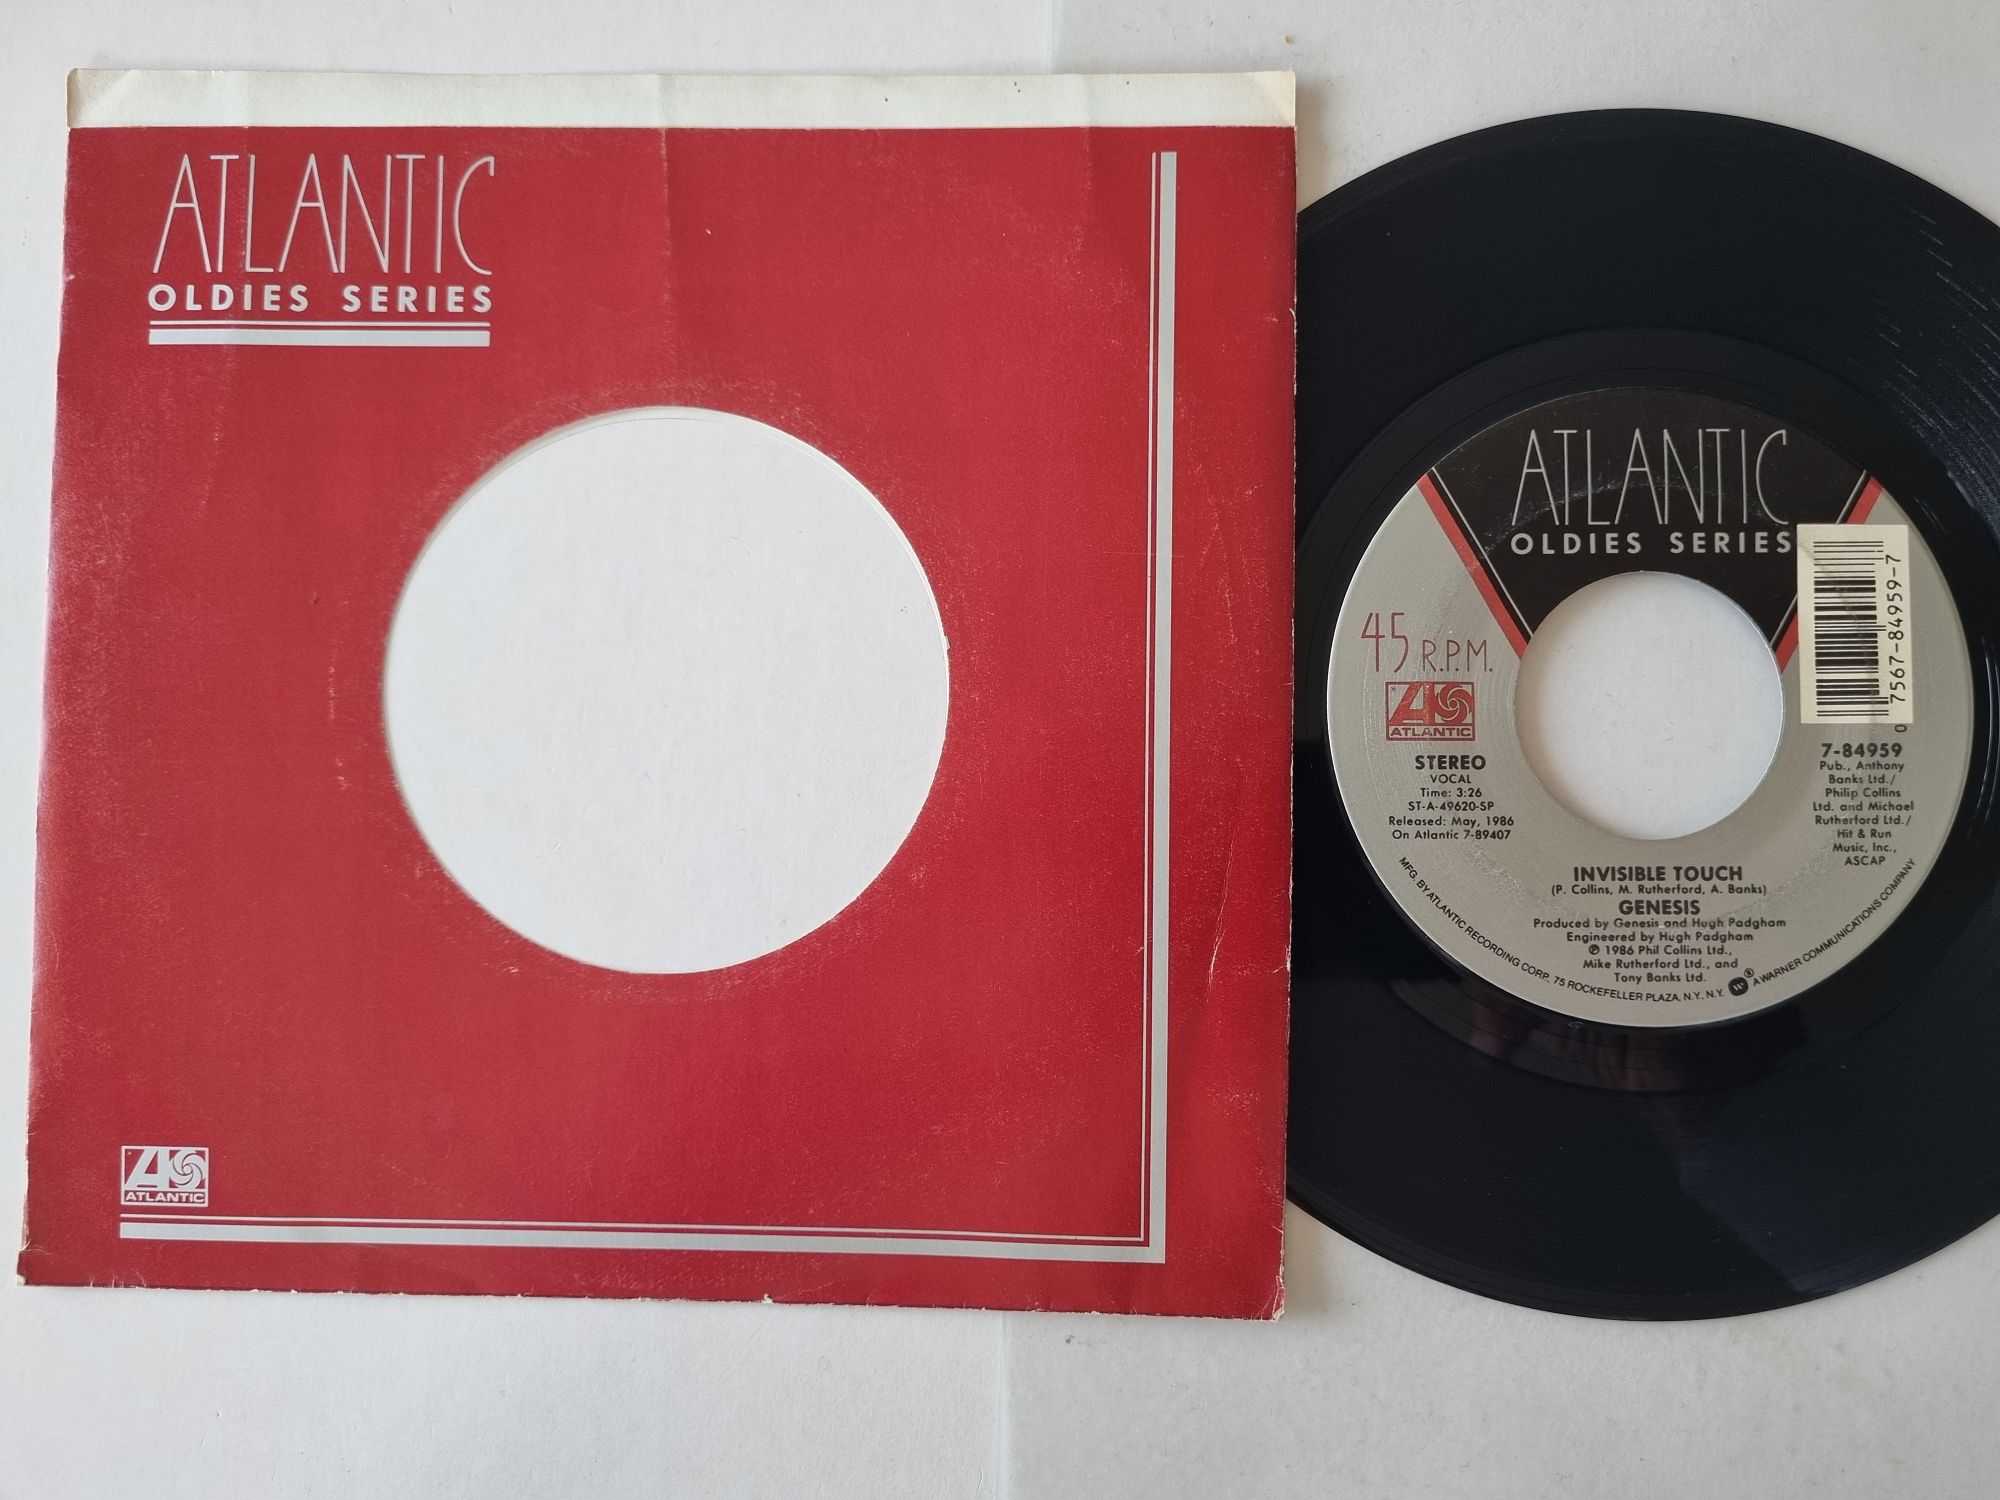 ATLANTIC
OLDIES SERIES
ATLANTIC
ATLANTIC
OLDIES SERIES
45 R.P.M.
ATLANTIC
STEREO
VOCAL
Time: 3:26
ST-A-49620-SP
Released: May, 1986
On Atlantic 7-89407
0 7567-84959-7
7-84959
Pub., Anthony
Banks Ltd./
Philip Collins
Ltd. and Michael
Rutherford Ltd./
Hit & Run
Music, Inc.,
ASCAP
INVISIBLE TOUCH
(P. Collins, M. Rutherford, A. Banks)
GENESIS
Produced by Genesis and Hugh Padgham
Engineered by Hugh Padgham
℗ 1986 Phil Collins Ltd.,
Mike Rutherford Ltd., and
Tony Banks Ltd.
MFG. BY ATLANTIC RECORDING CORP., 75 ROCKEFELLER PLAZA, N.Y., N.Y. ® A WARNER COMMUNICATIONS COMPANY